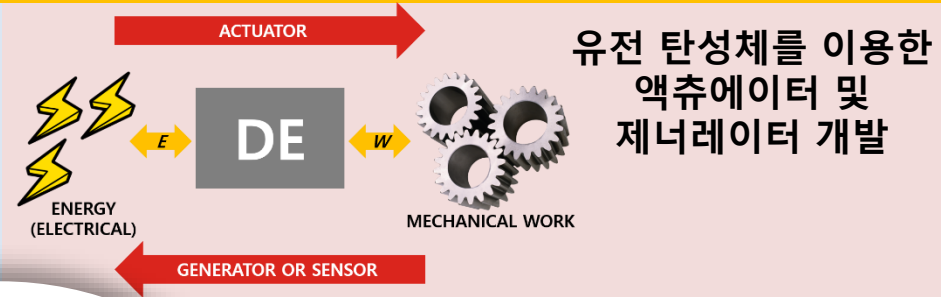 ACTUATOR
유전 탄성체를 이용한
액츄에이터 및
제너레이터 개발
E
DE
W
ENERGY
(ELECTRICAL)
MECHANICAL WORK
GENERATOR OR SENSOR